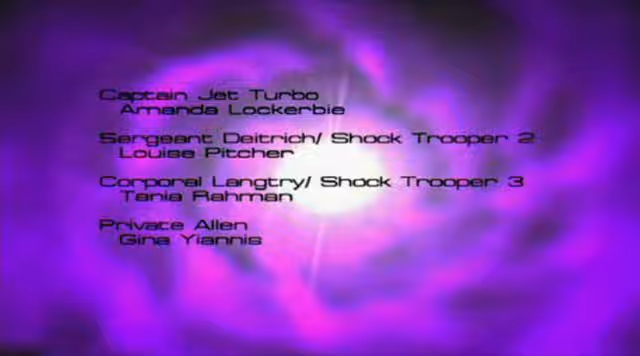 Captain Jet Turbo
Amanda Lockerbie
Sergeant Deitrich/ Shock Trooper 2
Louise Pitcher
Corporal Langtry/ Shock Trooper 3
Tania Rahman
Private Allen
Gina Yiannis